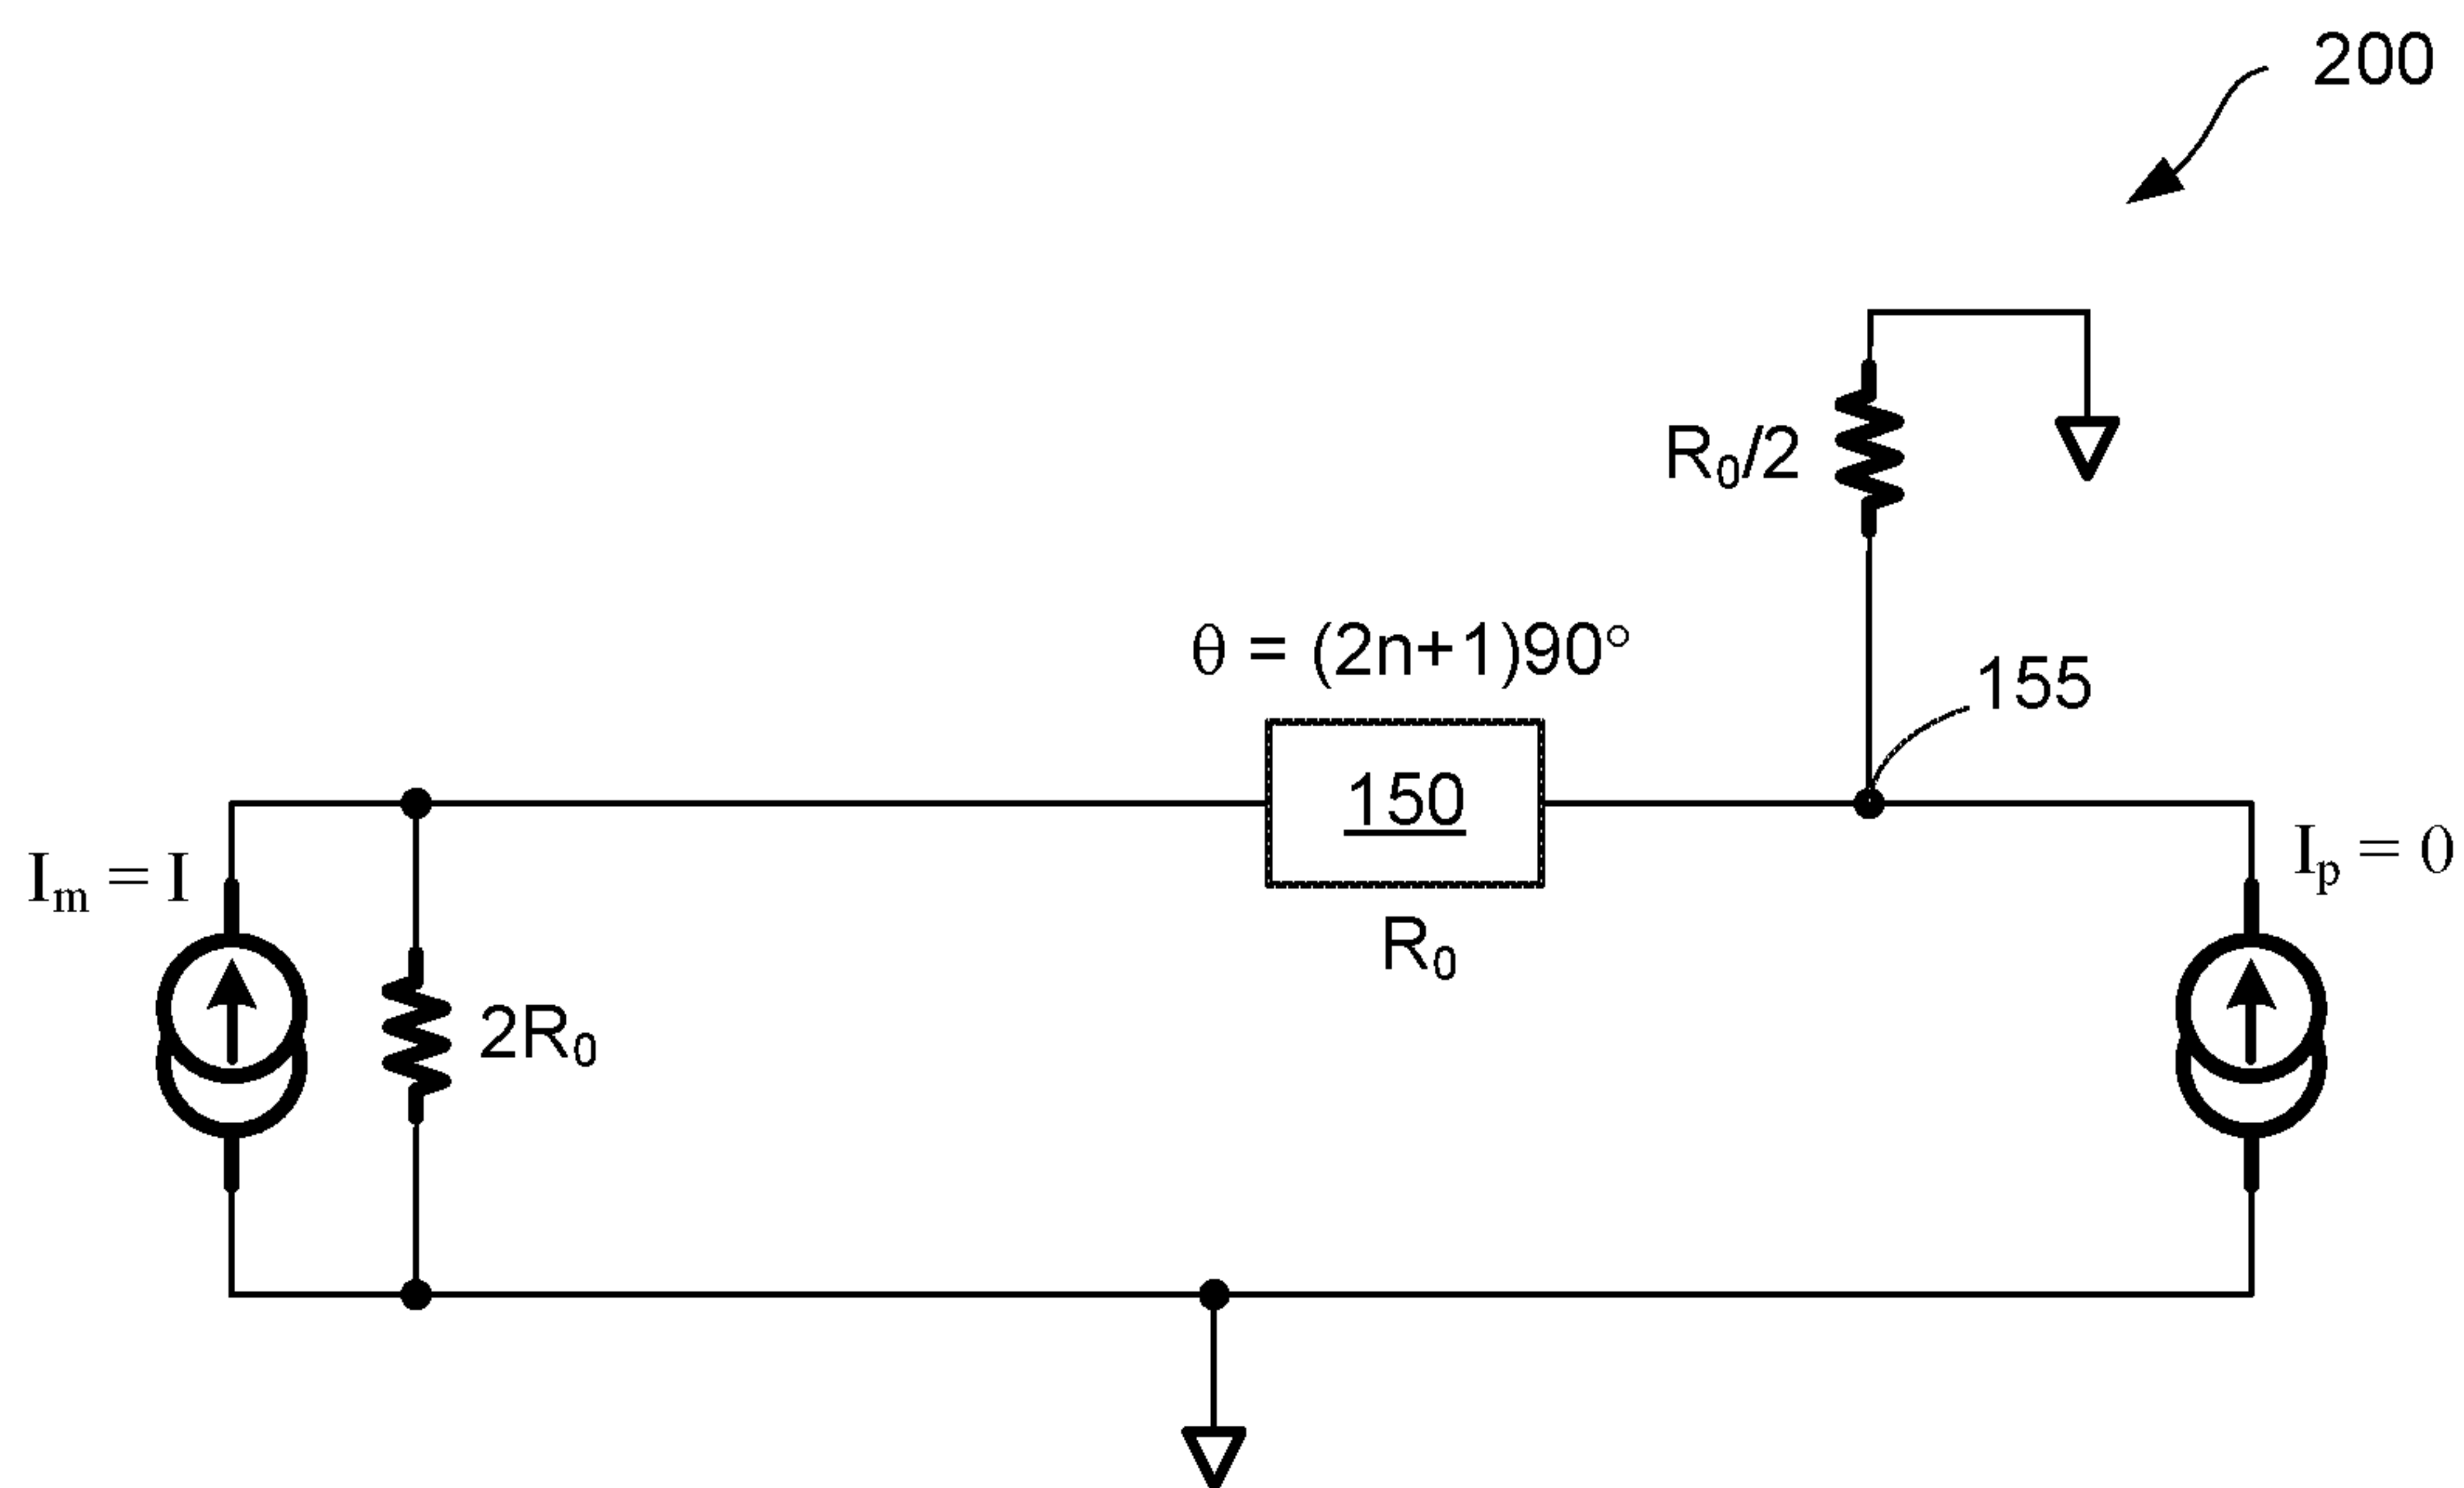 200
R₀/2
θ = (2n+1)90°
155
150
Iₘ = I
Iₚ = 0
R₀
2R₀